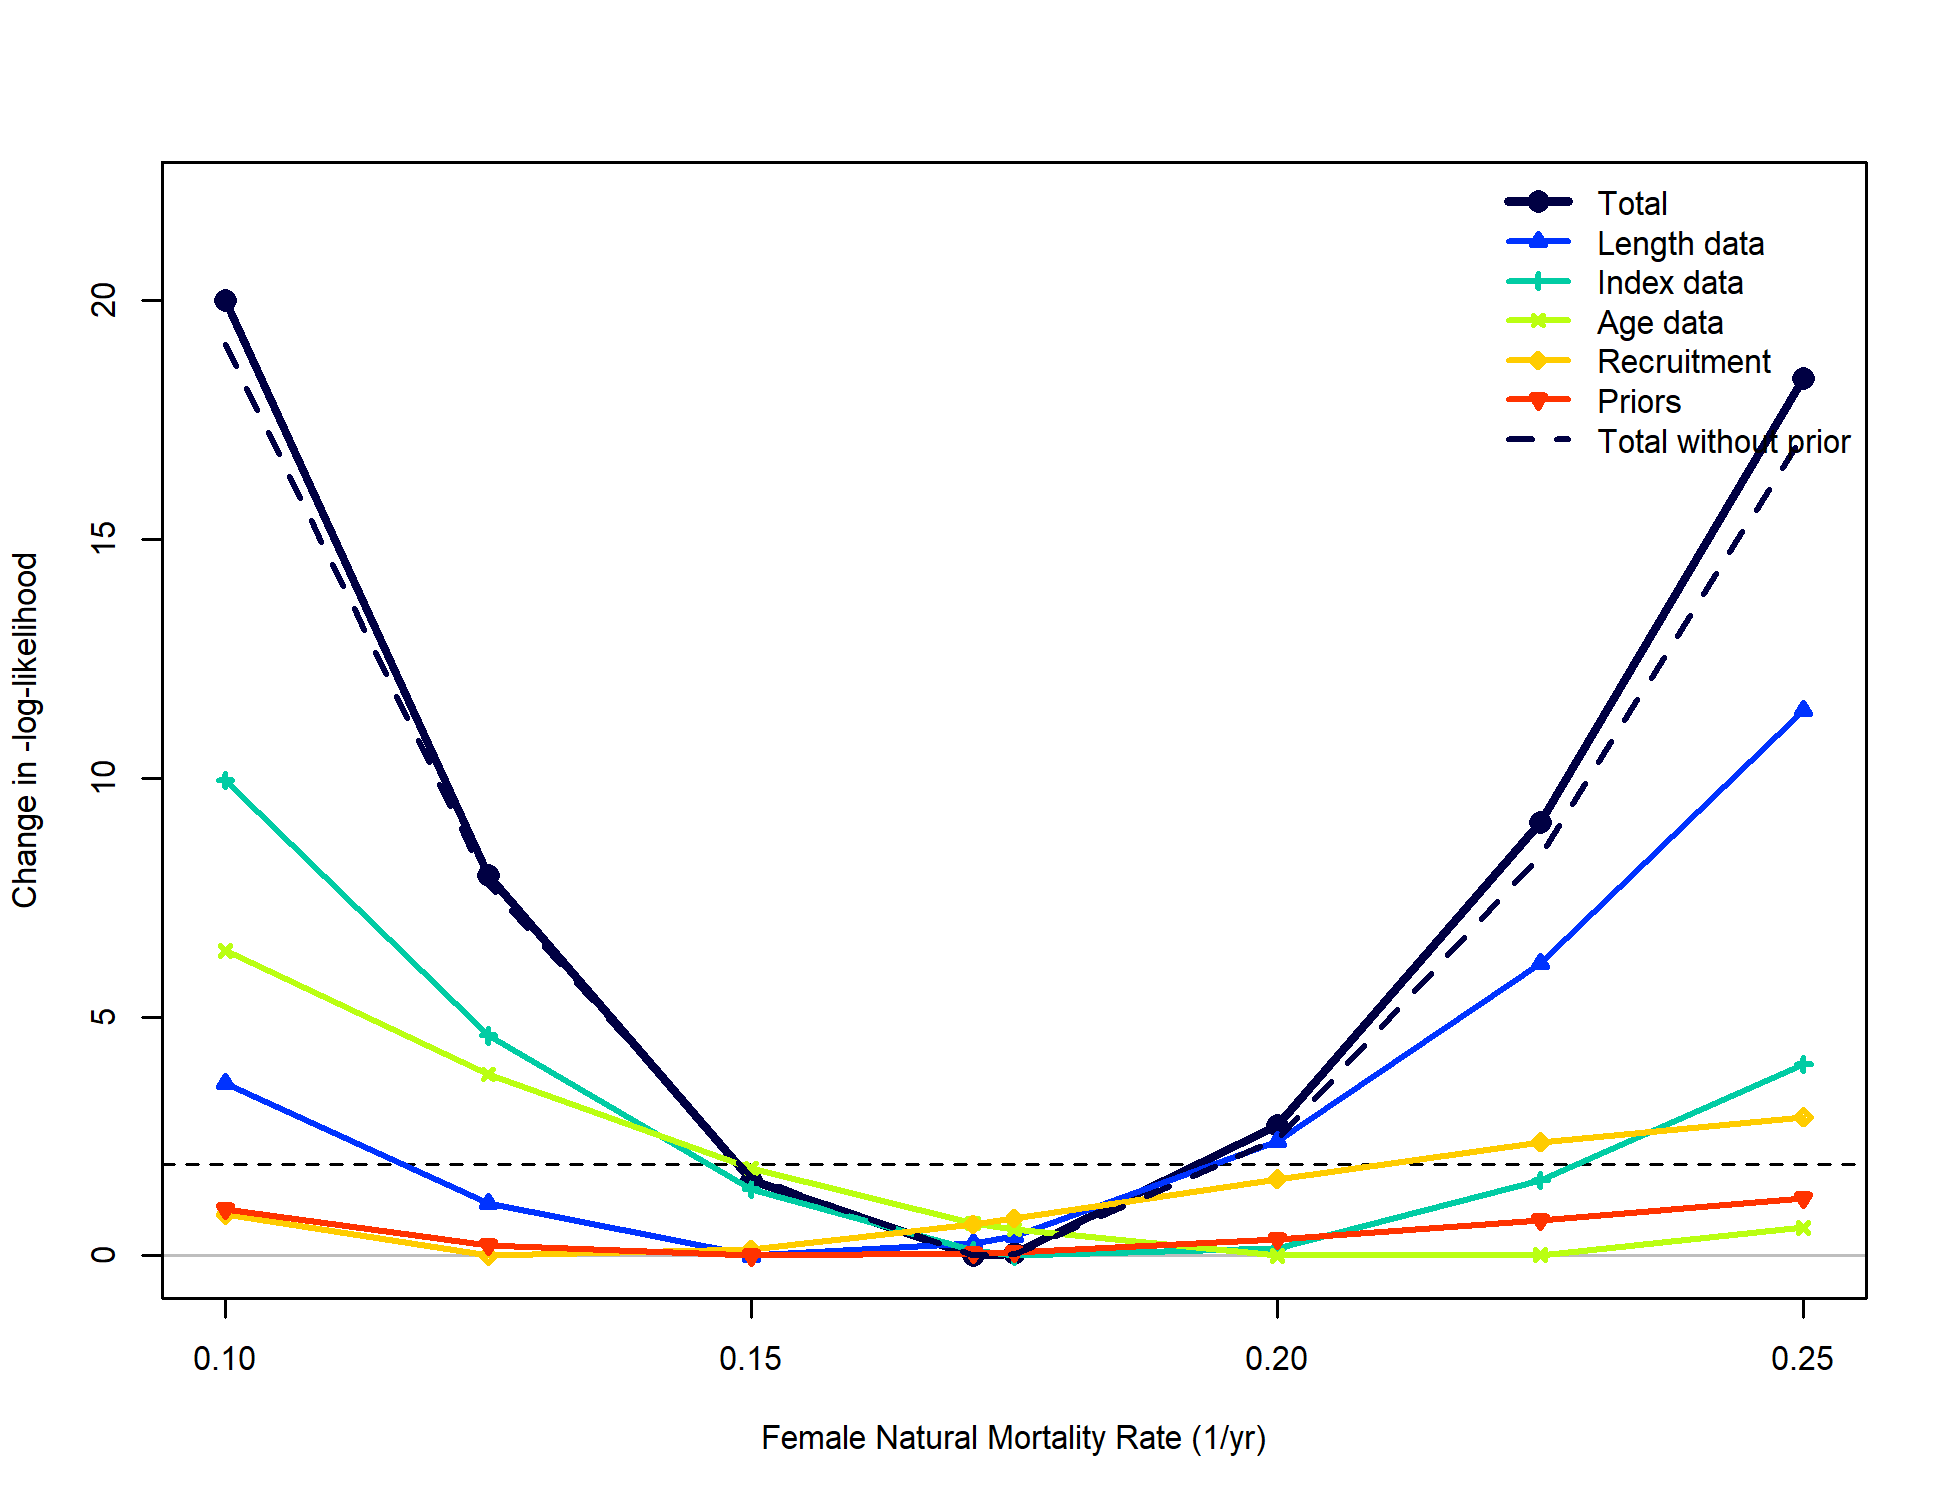 Total
Length data
Index data
Age data
Recruitment
Priors
Total without prior
20
15
10
5
0
Change in -log-likelihood
0.10 0.15 0.20 0.25
Female Natural Mortality Rate (1/yr)